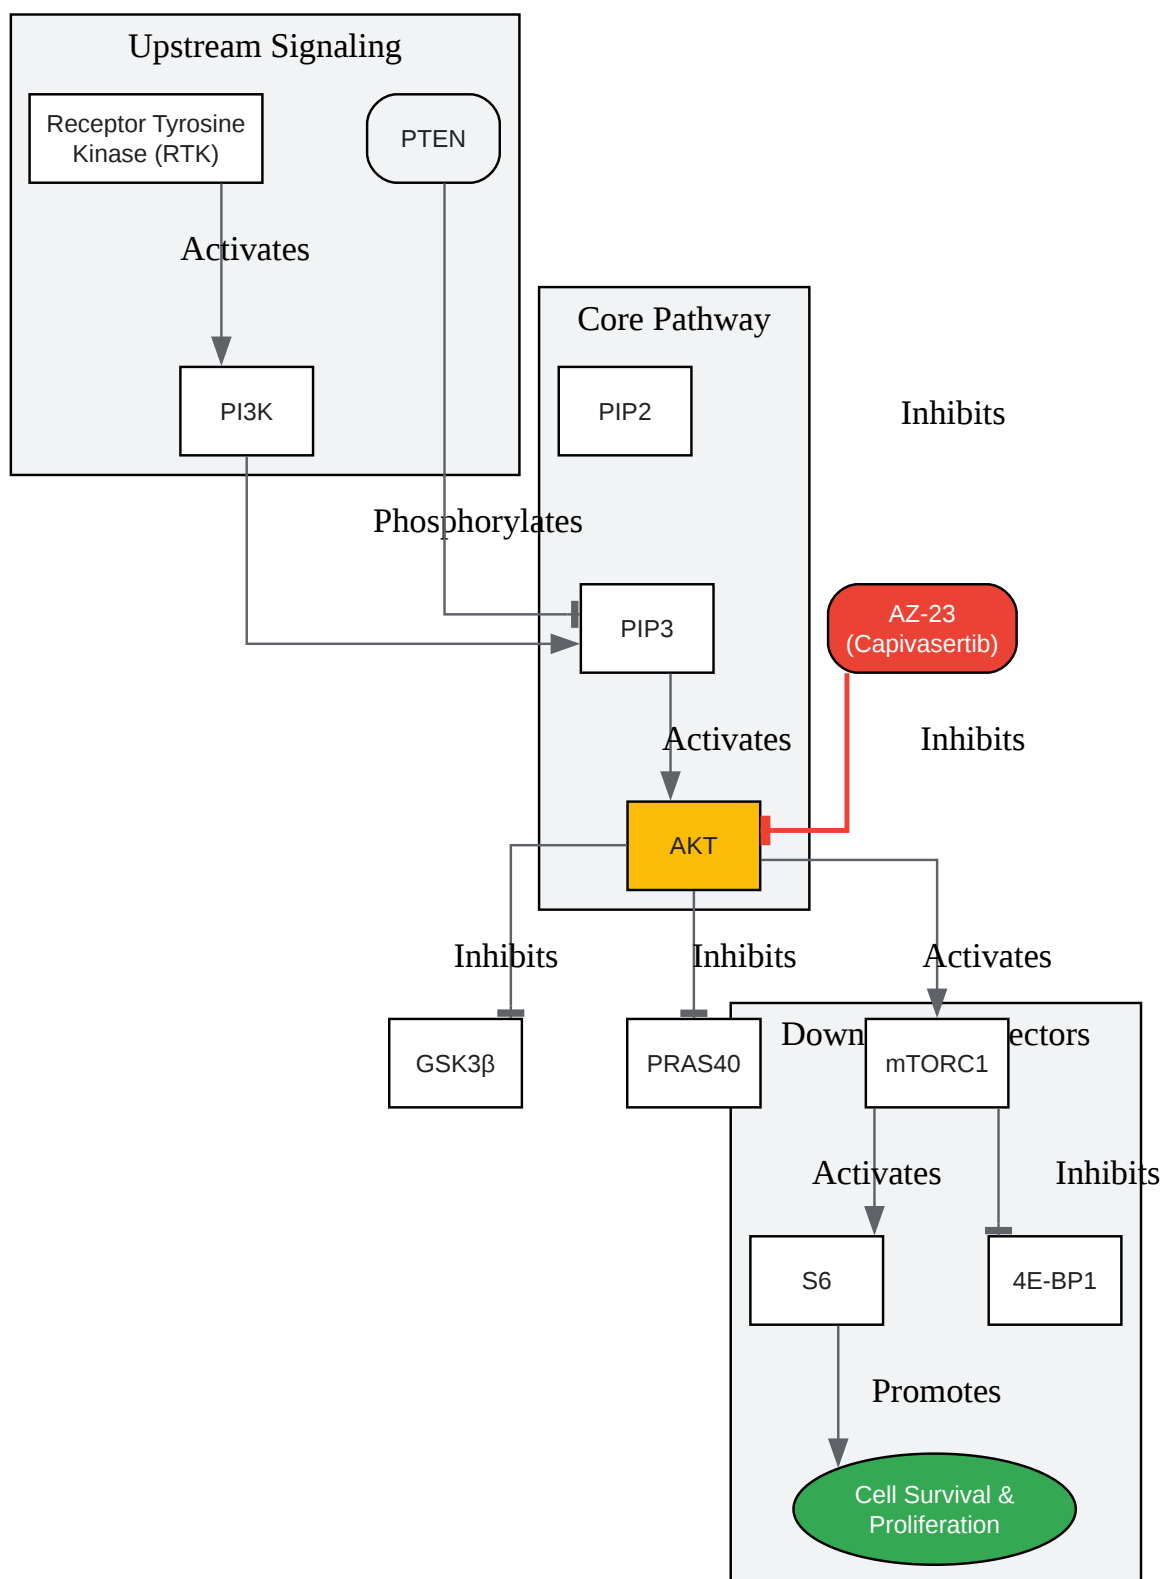 Upstream Signaling
Receptor Tyrosine
Kinase (RTK)
PTEN
Activates
Core Pathway
PI3K
PIP2
Inhibits
Phosphorylates
PIP3
AZ-23
(Capivasertib)
Activates
Inhibits
AKT
Inhibits
Inhibits
Activates
Down
ectors
GSK3β
PRAS40
mTORC1
Activates
Inhibits
S6
4E-BP1
Promotes
Cell Survival &
Proliferation